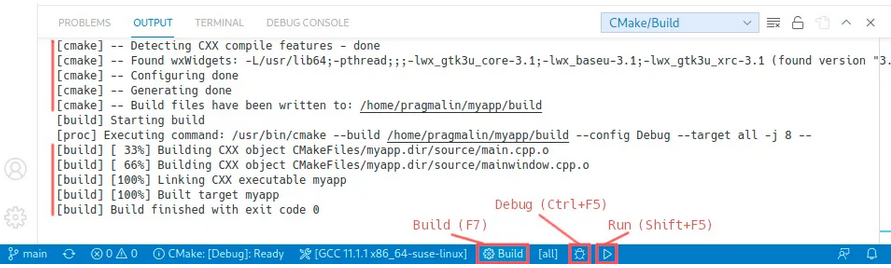 PROBLEMS OUTPUT TERMINAL DEBUG CONSOLE CMake/Build
[cmake] -- Detecting CXX compile features - done
[cmake] -- Found wxWidgets: -L/usr/lib64;-pthread;;;-lwx_gtk3u_core-3.1;-lwx_baseu-3.1;-lwx_gtk3u_xrc-3.1 (found version "3.
[cmake] -- Configuring done
[cmake] -- Generating done
[cmake] -- Build files have been written to: /home/pragmalin/myapp/build
[build] Starting build
[proc] Executing command: /usr/bin/cmake --build /home/pragmalin/myapp/build --config Debug --target all -j 8 --
[build] [ 33%] Building CXX object CMakeFiles/myapp.dir/source/main.cpp.o
[build] [ 66%] Building CXX object CMakeFiles/myapp.dir/source/mainwindow.cpp.o
[build] [100%] Linking CXX executable myapp
[build] [100%] Built target myapp
[build] Build finished with exit code 0
Debug (Ctrl+F5)
Build (F7)
Run (Shift+F5)
main 0 0 CMake: [Debug]: Ready [GCC 11.1.1 x86_64-suse-linux] Build [all]